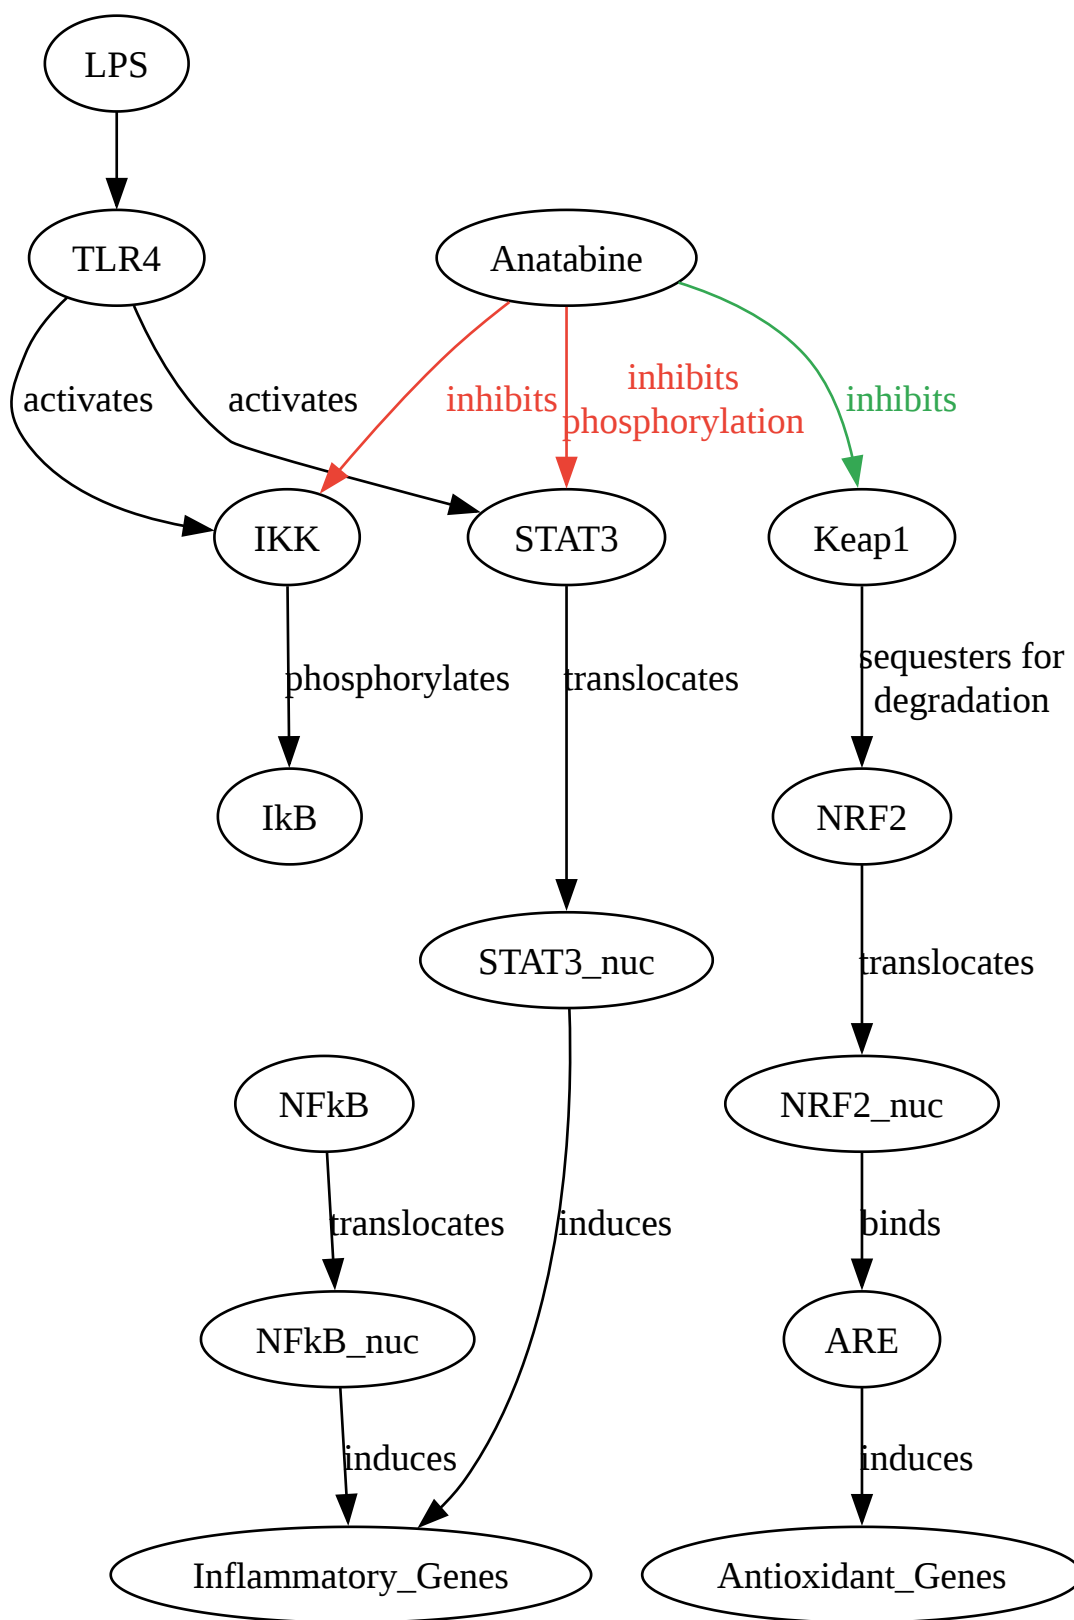 LPS
TLR4
Anatabine
activates
activates
inhibits
inhibits
phosphorylation
inhibits
IKK
STAT3
Keap1
phosphorylates
translocates
sequesters for
degradation
IkB
NRF2
STAT3_nuc
translocates
NFkB
NRF2_nuc
translocates
induces
binds
NFkB_nuc
ARE
induces
induces
Inflammatory_Genes
Antioxidant_Genes